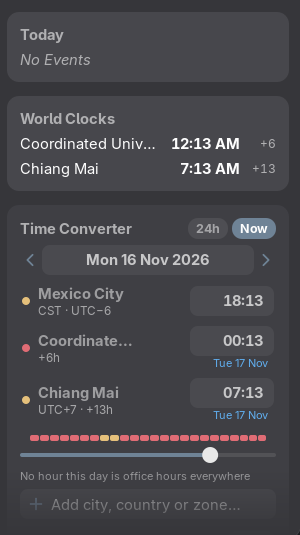 Today
No Events
World Clocks
Coordinated Univ... 12:13 AM +6
Chiang Mai 7:13 AM +13
Time Converter 24h Now
Mon 16 Nov 2026
Mexico City 18:13
CST · UTC−6
Coordinate... 00:13
+6h Tue 17 Nov
Chiang Mai 07:13
UTC+7 · +13h Tue 17 Nov
No hour this day is office hours everywhere
+ Add city, country or zone...